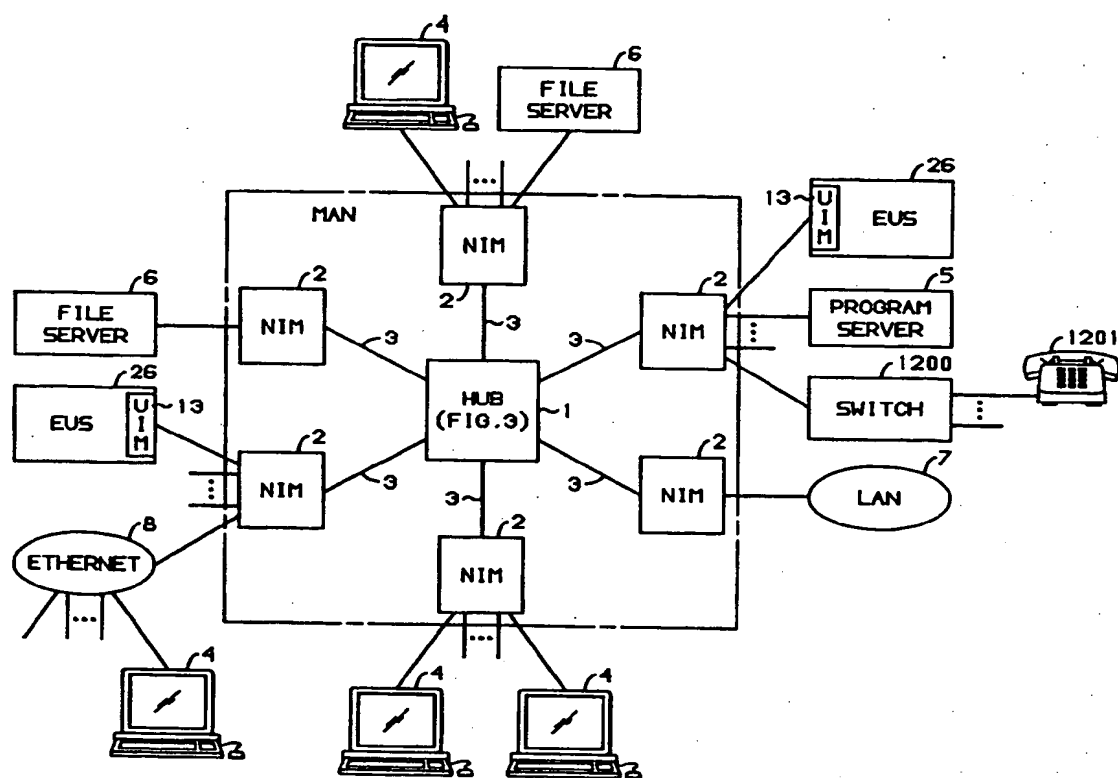 4
6
FILE
SERVER
26
13
UIM
EUS
MAN
NIM
2
2
5
6
2
NIM
PROGRAM
SERVER
FILE
SERVER
NIM
3
3
3
1201
1200
26
13
HUB
(FIG.3)
1
SWITCH
EUS
UIM
2
2
7
NIM
3
3
3
NIM
LAN
8
2
ETHERNET
NIM
4
4
4